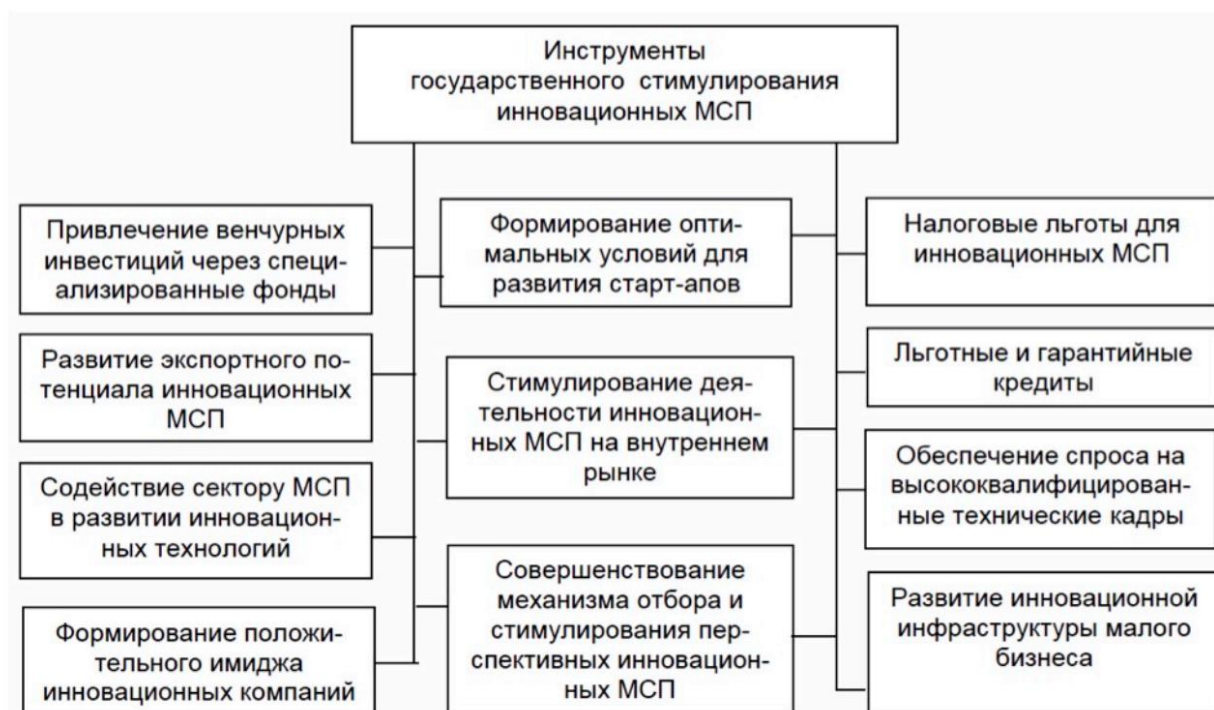 Инструменты
государственного стимулирования
инновационных МСП
Привлечение венчурных
инвестиций через специ-
ализированные фонды
Развитие экспортного по-
тенциала инновационных
МСП
Содействие сектору МСП
в развитии инновацион-
ных технологий
Формирование положи-
тельного имиджа
инновационных компаний
Формирование опти-
мальных условий для
развития старт-апов
Стимулирование дея-
тельности инновацион-
ных МСП на внутреннем
рынке
Совершенствование
механизма отбора и
стимулирования пер-
спективных инновацион-
ных МСП
Налоговые льготы для
инновационных МСП
Льготные и гарантийные
кредиты
Обеспечение спроса на
высококвалифицирован-
ные технические кадры
Развитие инновационной
инфраструктуры малого
бизнеса